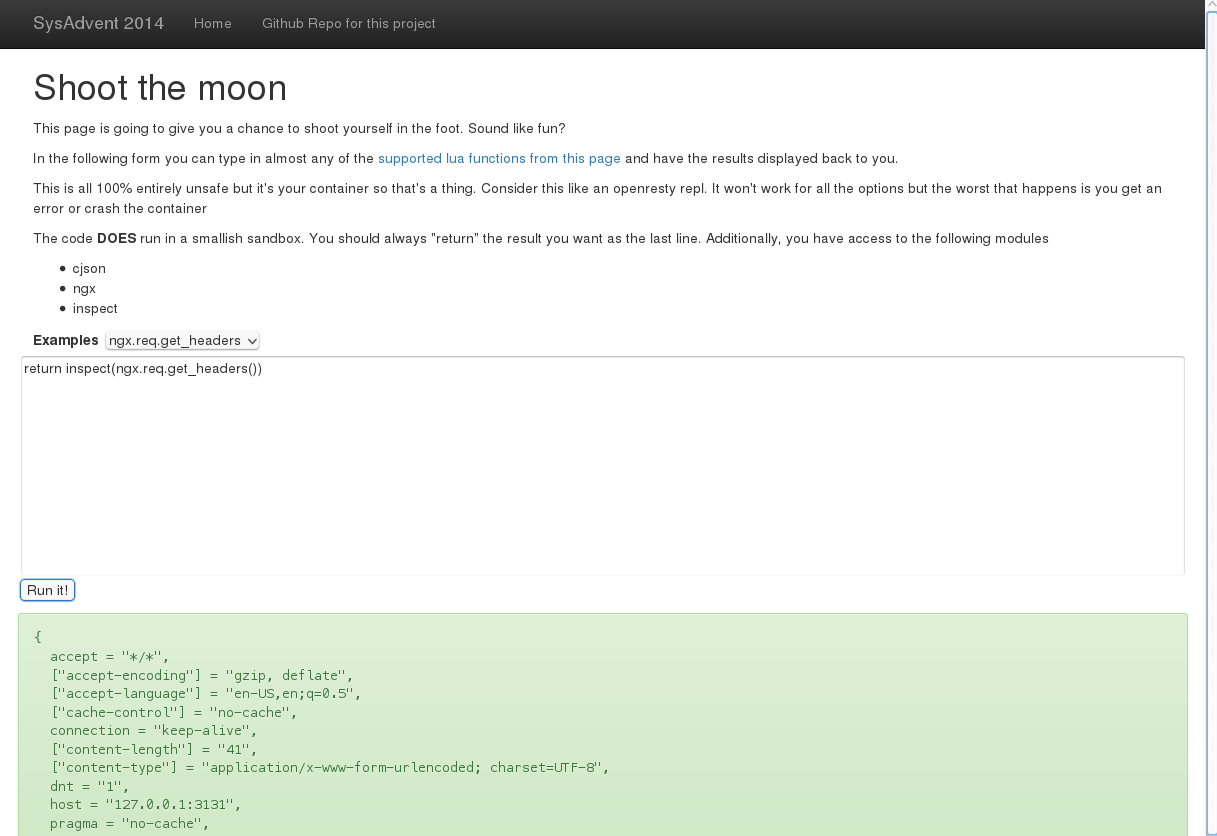 SysAdvent 2014 Home Github Repo for this project
Shoot the moon
This page is going to give you a chance to shoot yourself in the foot. Sound like fun?
In the following form you can type in almost any of the supported lua functions from this page and have the results displayed back to you.
This is all 100% entirely unsafe but it's your container so that's a thing. Consider this like an openresty repl. It won't work for all the options but the worst that happens is you get an
error or crash the container
The code DOES run in a smallish sandbox. You should always "return" the result you want as the last line. Additionally, you have access to the following modules
• cjson
• ngx
• inspect
Examples ngx.req.get_headers
return inspect(ngx.req.get_headers())
Run it!
{
  accept = "*/*",
  ["accept-encoding"] = "gzip, deflate",
  ["accept-language"] = "en-US,en;q=0.5",
  ["cache-control"] = "no-cache",
  connection = "keep-alive",
  ["content-length"] = "41",
  ["content-type"] = "application/x-www-form-urlencoded; charset=UTF-8",
  dnt = "1",
  host = "127.0.0.1:3131",
  pragma = "no-cache",